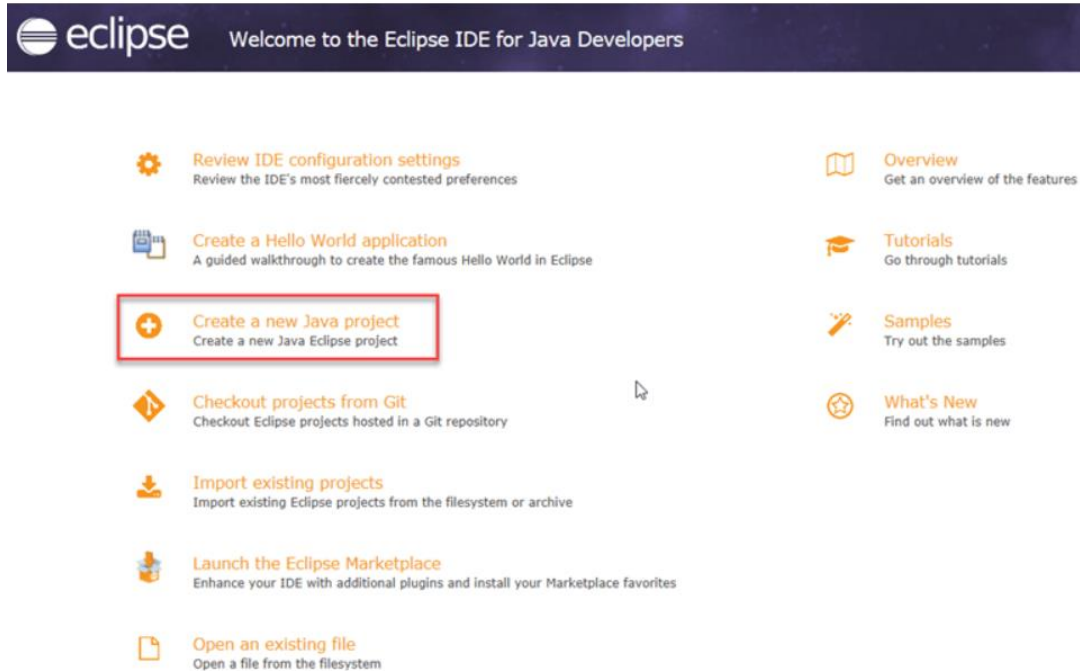 eclipse Welcome to the Eclipse IDE for Java Developers
Review IDE configuration settings
Review the IDE's most fiercely contested preferences
Create a Hello World application
A guided walkthrough to create the famous Hello World in Eclipse
Create a new Java project
Create a new Java Eclipse project
Checkout projects from Git
Checkout Eclipse projects hosted in a Git repository
Import existing projects
Import existing Eclipse projects from the filesystem or archive
Launch the Eclipse Marketplace
Enhance your IDE with additional plugins and install your Marketplace favorites
Open an existing file
Open a file from the filesystem
Overview
Get an overview of the features
Tutorials
Go through tutorials
Samples
Try out the samples
What's New
Find out what is new